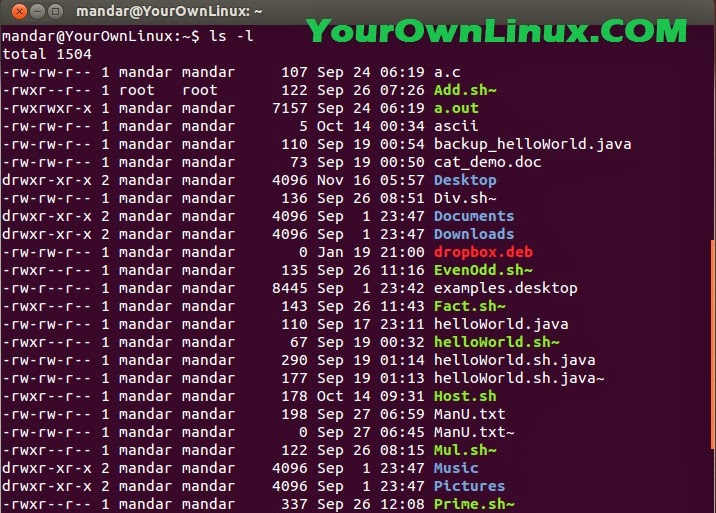 mandar@YourOwnLinux: ~
mandar@YourOwnLinux:~$ ls -l
YourOwnLinux.COM
total 1504
-rw-rw-r-- 1 mandar mandar    107 Sep 24 06:19 a.c
-rwxr--r-- 1 root   root      122 Sep 26 07:26 Add.sh~
-rwxrwxr-x 1 mandar mandar   7157 Sep 24 06:19 a.out
-rw-rw-r-- 1 mandar mandar      5 Oct 14 00:34 ascii
-rw-rw-r-- 1 mandar mandar    110 Sep 19 00:54 backup_helloWorld.java
-rw-rw-r-- 1 mandar mandar     73 Sep 19 00:50 cat_demo.doc
drwxr-xr-x 2 mandar mandar   4096 Nov 16 05:57 Desktop
-rw-rw-r-- 1 mandar mandar    136 Sep 26 08:51 Div.sh~
drwxr-xr-x 2 mandar mandar   4096 Sep  1 23:47 Documents
drwxr-xr-x 2 mandar mandar   4096 Sep  1 23:47 Downloads
-rw-rw-r-- 1 mandar mandar      0 Jan 19 21:00 dropbox.deb
-rwxr--r-- 1 mandar mandar    135 Sep 26 11:16 EvenOdd.sh~
-rw-r--r-- 1 mandar mandar   8445 Sep  1 23:42 examples.desktop
-rwxr--r-- 1 mandar mandar    143 Sep 26 11:43 Fact.sh~
-rw-rw-r-- 1 mandar mandar    110 Sep 17 23:11 helloWorld.java
-rwxr--r-- 1 mandar mandar     67 Sep 19 00:32 helloWorld.sh~
-rw-rw-r-- 1 mandar mandar    290 Sep 19 01:14 helloWorld.sh.java
-rw-rw-r-- 1 mandar mandar    177 Sep 19 01:13 helloWorld.sh.java~
-rwxr--r-- 1 mandar mandar    178 Oct 14 09:31 Host.sh
-rw-rw-r-- 1 mandar mandar    198 Sep 27 06:59 ManU.txt
-rw-rw-r-- 1 mandar mandar      0 Sep 27 06:45 ManU.txt~
-rwxr--r-- 1 mandar mandar    122 Sep 26 08:15 Mul.sh~
drwxr-xr-x 2 mandar mandar   4096 Sep  1 23:47 Music
drwxr-xr-x 2 mandar mandar   4096 Sep  1 23:47 Pictures
-rwxr--r-- 1 mandar mandar    337 Sep 26 12:08 Prime.sh~